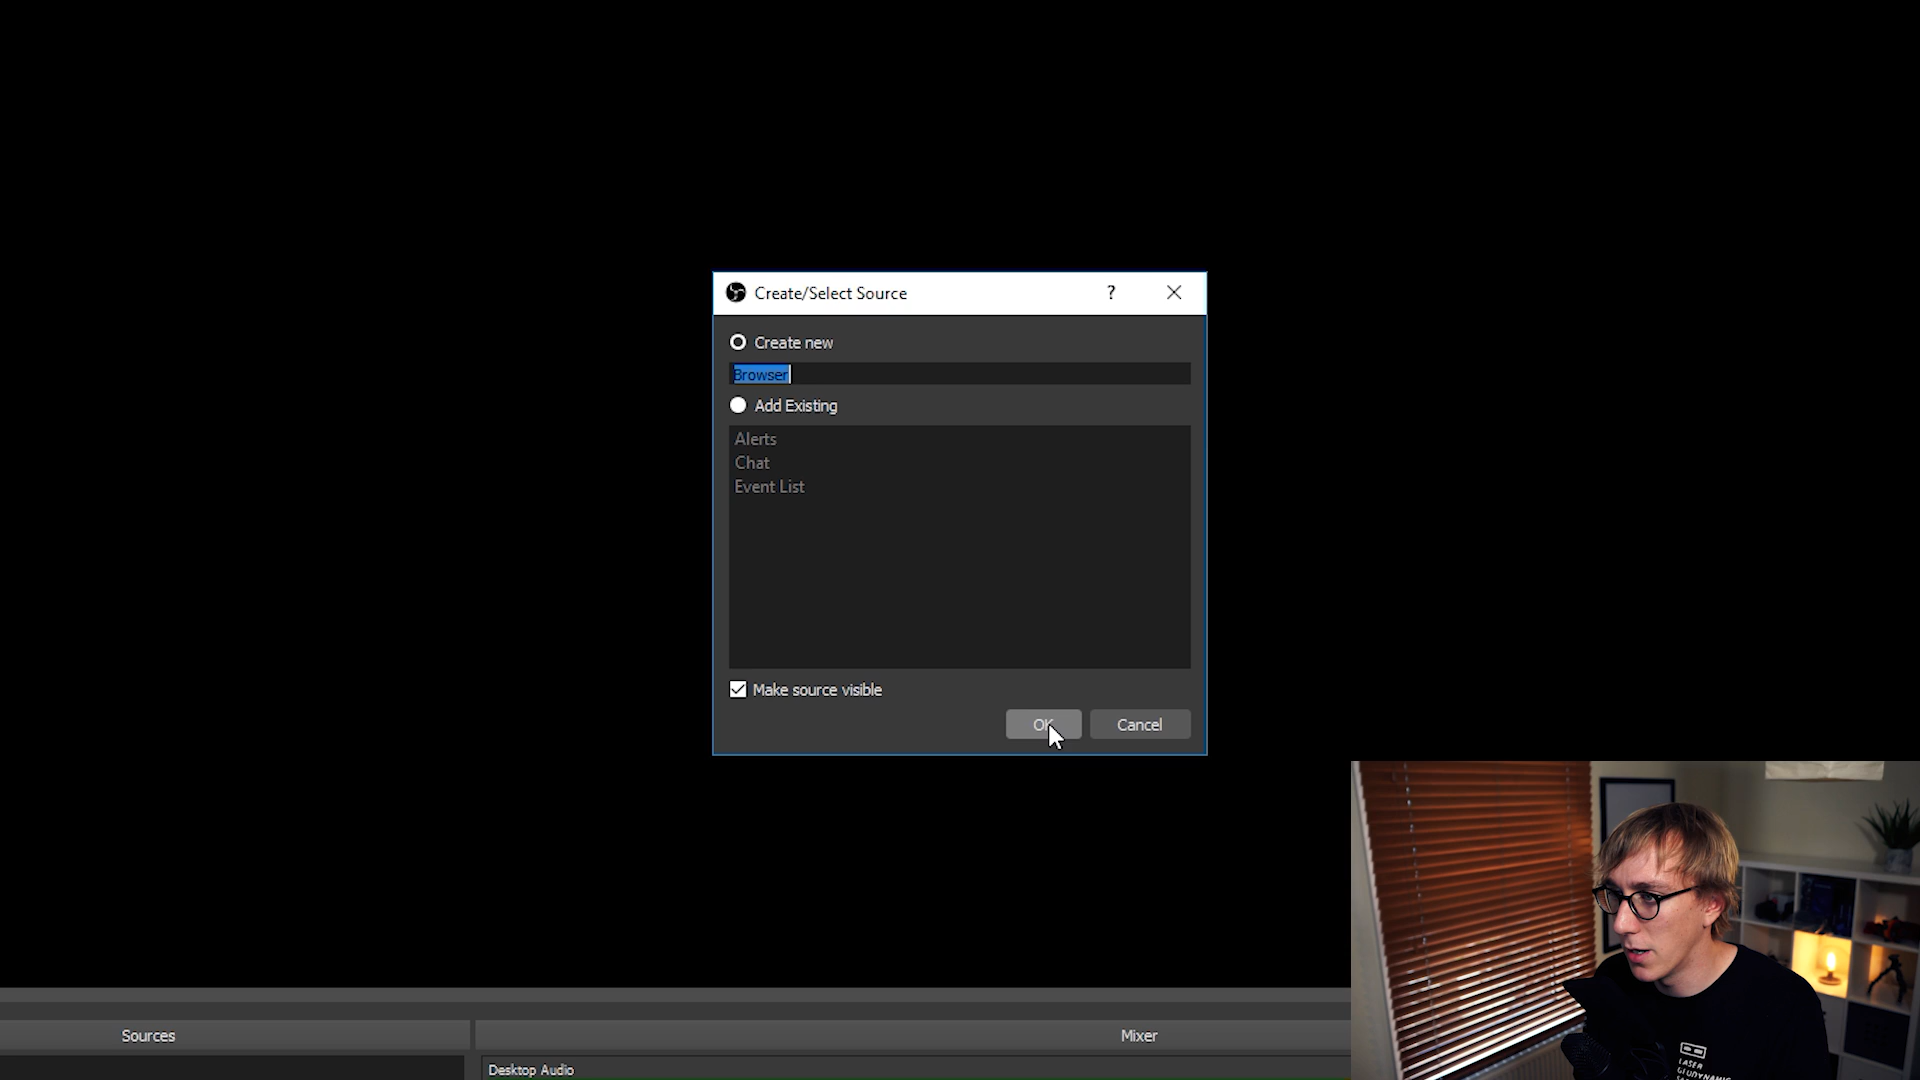 Create/Select Source
?
Create new
Browser
Add Existing
Alerts
Chat
Event List
Make source visible
OK
Cancel
Sources
Mixer
Desktop Audio
LASER